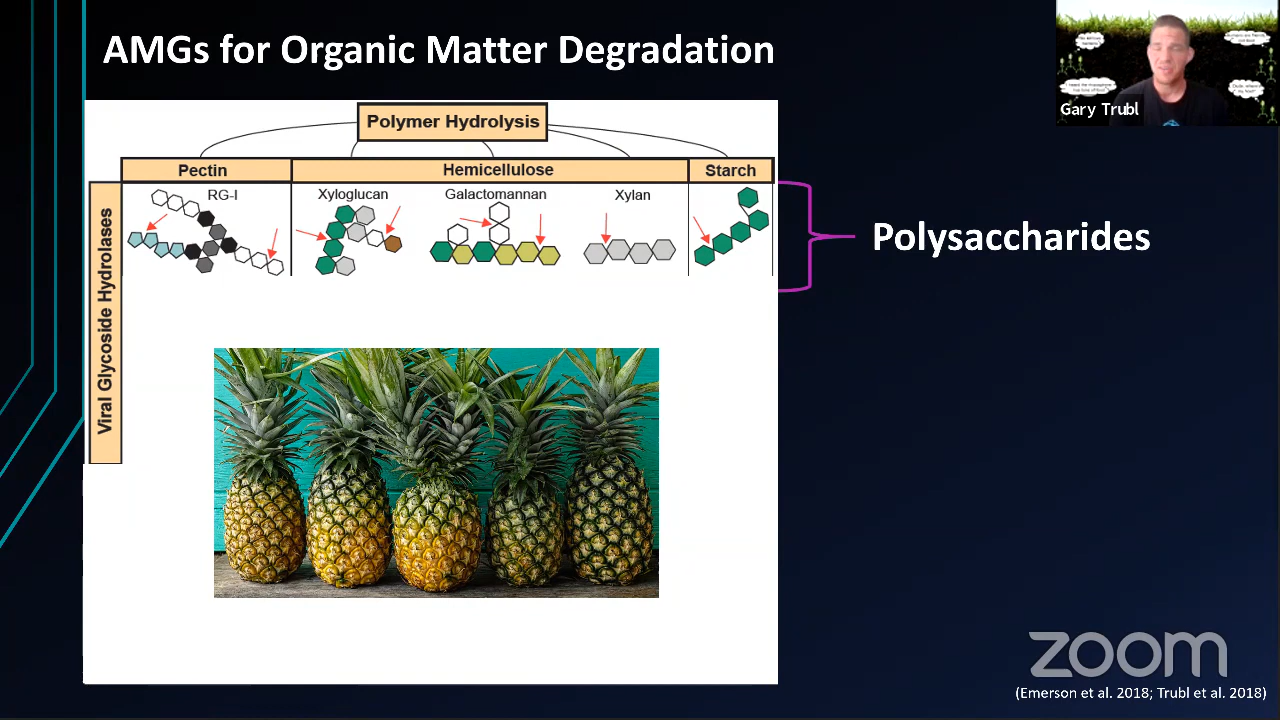 AMGs for Organic Matter Degradation
Gary Trubl
Polymer Hydrolysis
Pectin
Hemicellulose
Starch
RG-I
Xyloglucan
Galactomannan
Xylan
Viral Glycoside Hydrolases
Polysaccharides
zoom
(Emerson et al. 2018; Trubl et al. 2018)